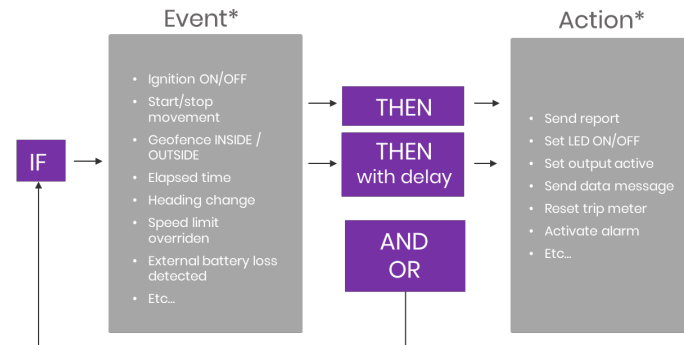 Event*
Action*
IF
• Ignition ON/OFF
• Start/stop
movement
• Geofence INSIDE /
OUTSIDE
• Elapsed time
• Heading change
• Speed limit
overriden
• External battery loss
detected
• Etc...
THEN
THEN
with delay
AND
OR
• Send report
• Set LED ON/OFF
• Set output active
• Send data message
• Reset trip meter
• Activate alarm
• Etc...